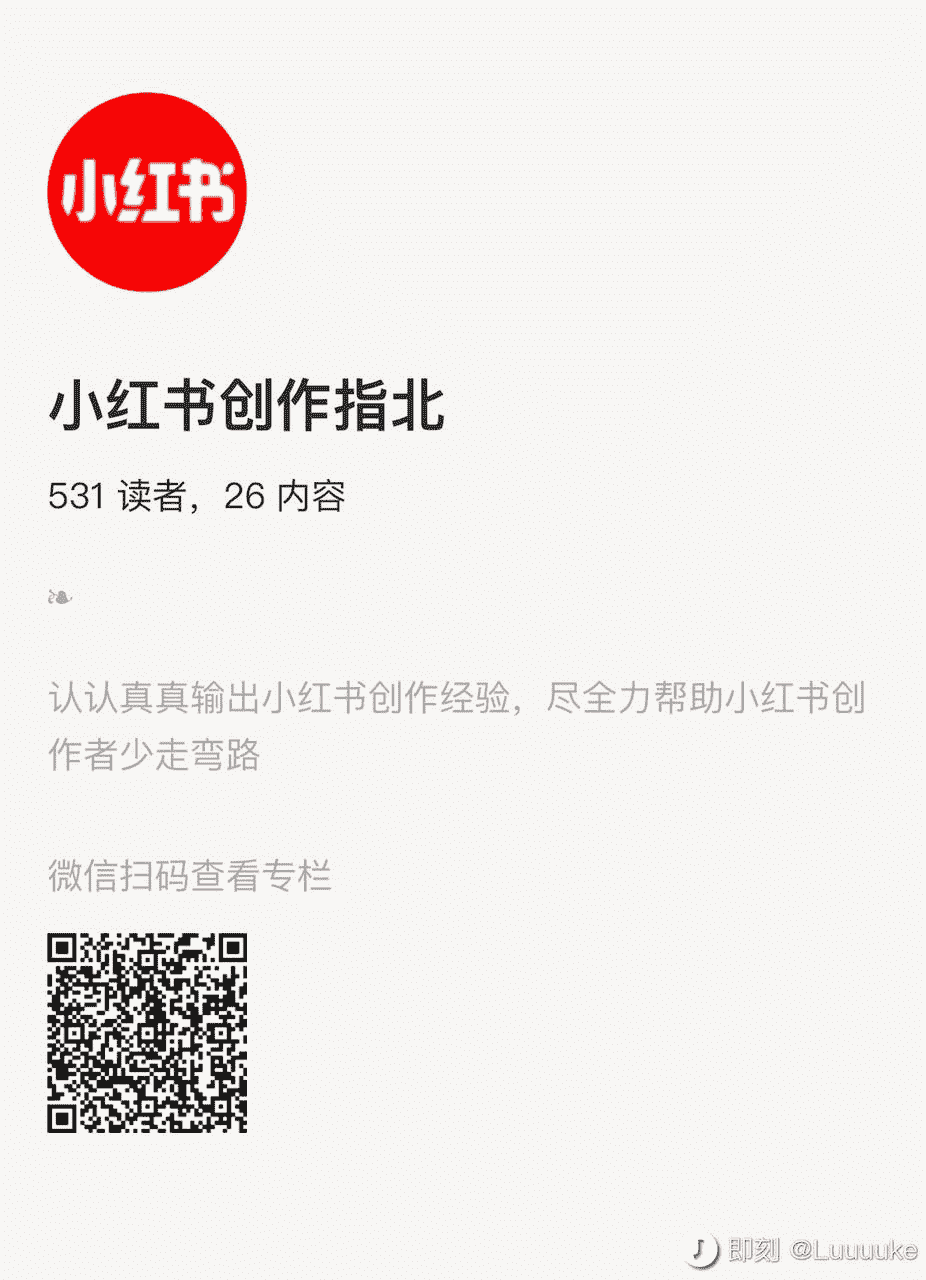 小红书
小红书创作指北
531 读者，26 内容
认认真真输出小红书创作经验，尽全力帮助小红书创
作者少走弯路
微信扫码查看专栏
即刻 @Luuuuke